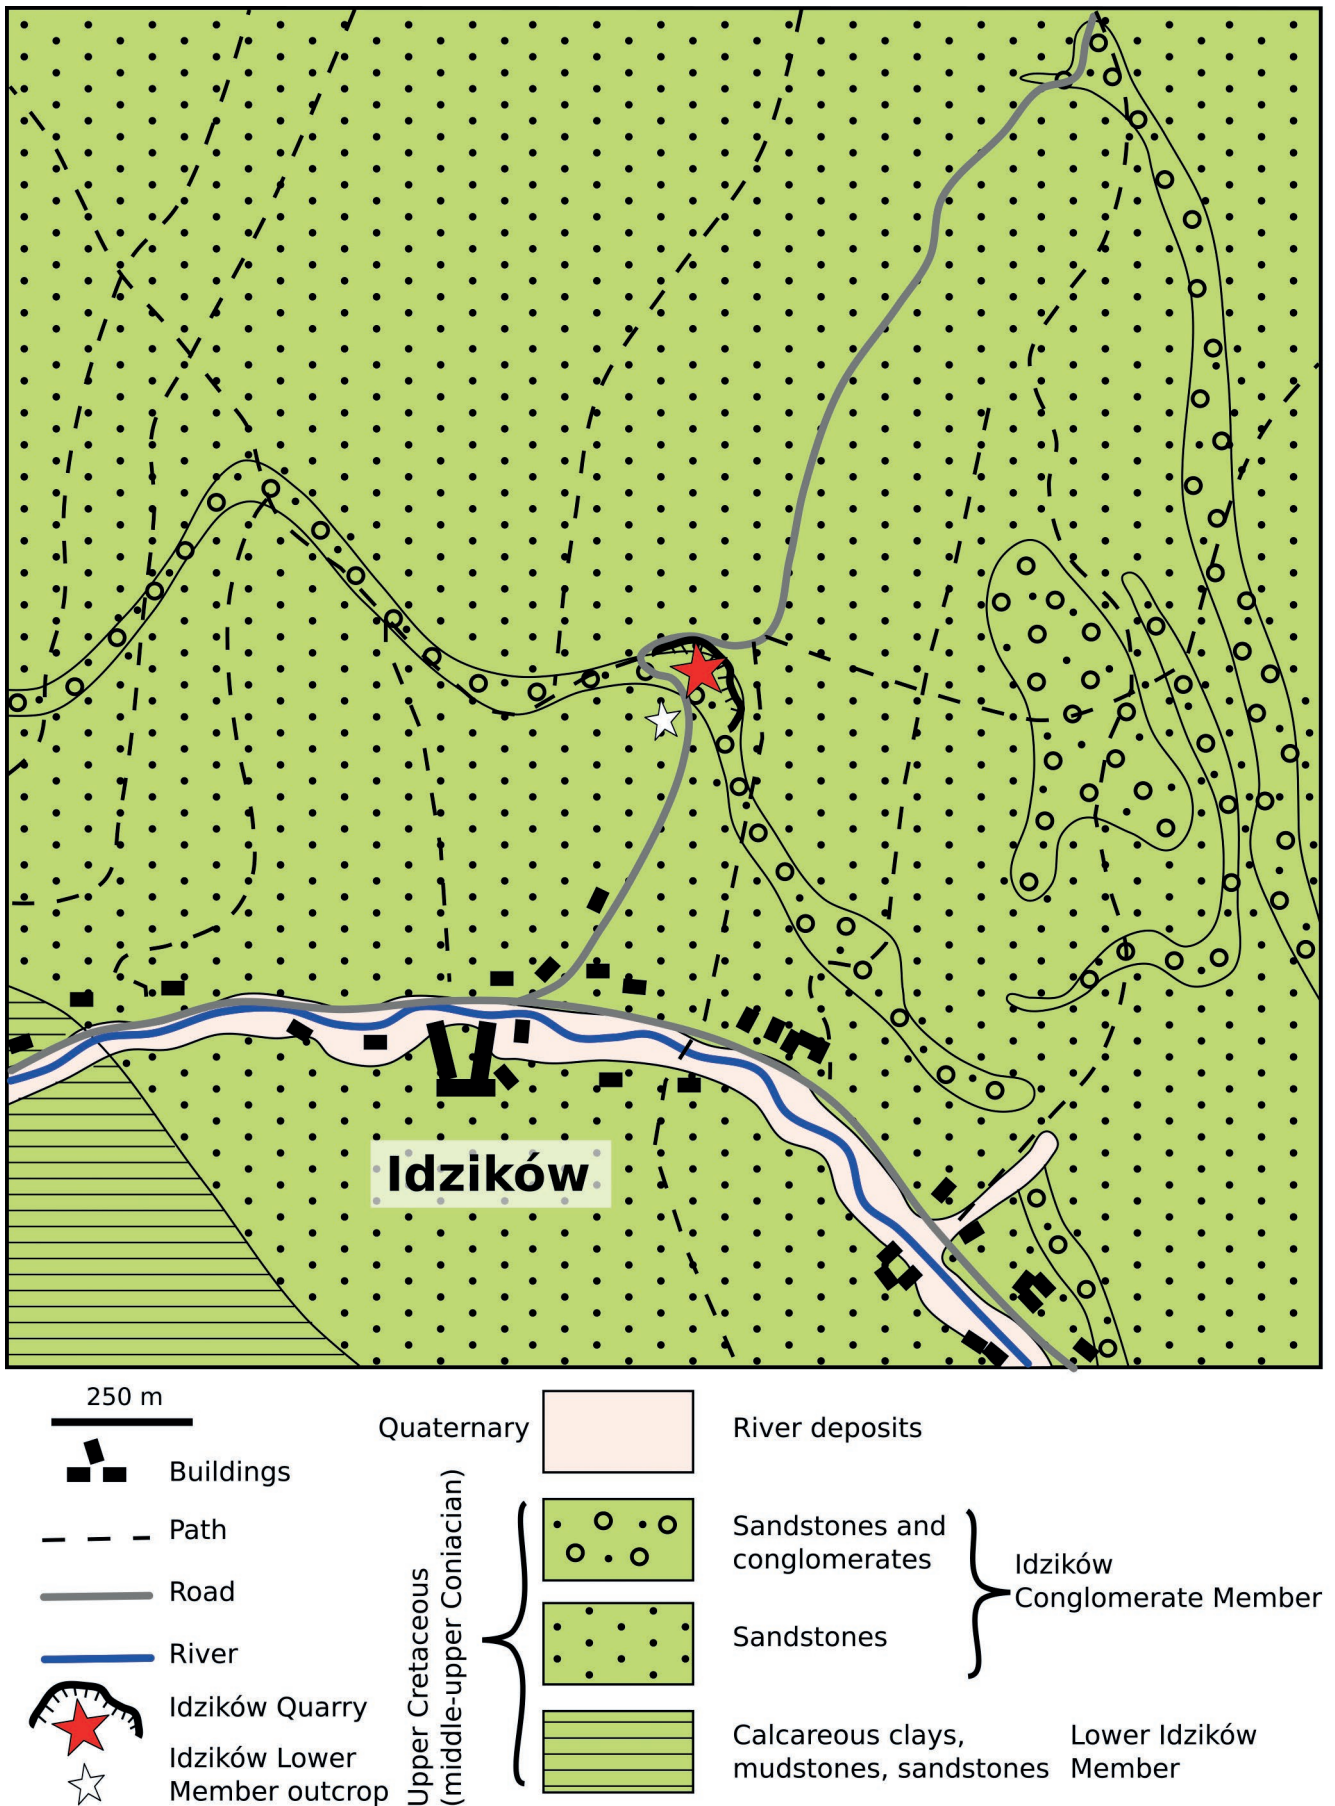 Idzików
250 m
Buildings
Path
Road
River
Idzików Quarry
Idzików Lower
Member outcrop
Quaternary
River deposits
Upper Cretaceous
(middle-upper Coniacian)
Sandstones and
conglomerates
Sandstones
Idzików
Conglomerate Member
Calcareous clays,
mudstones, sandstones
Lower Idzików
Member